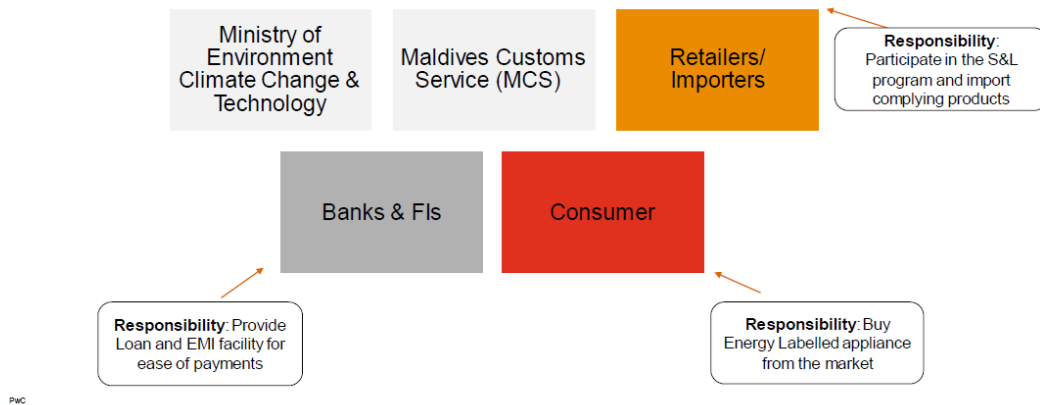 Ministry of
Environment
Climate Change &
Technology
Maldives Customs
Service (MCS)
Retailers/
Importers
Responsibility:
Participate in the S&L
program and import
complying products
Banks & FIs
Consumer
Responsibility: Provide
Loan and EMI facility for
ease of payments
Responsibility: Buy
Energy Labelled appliance
from the market
PwC